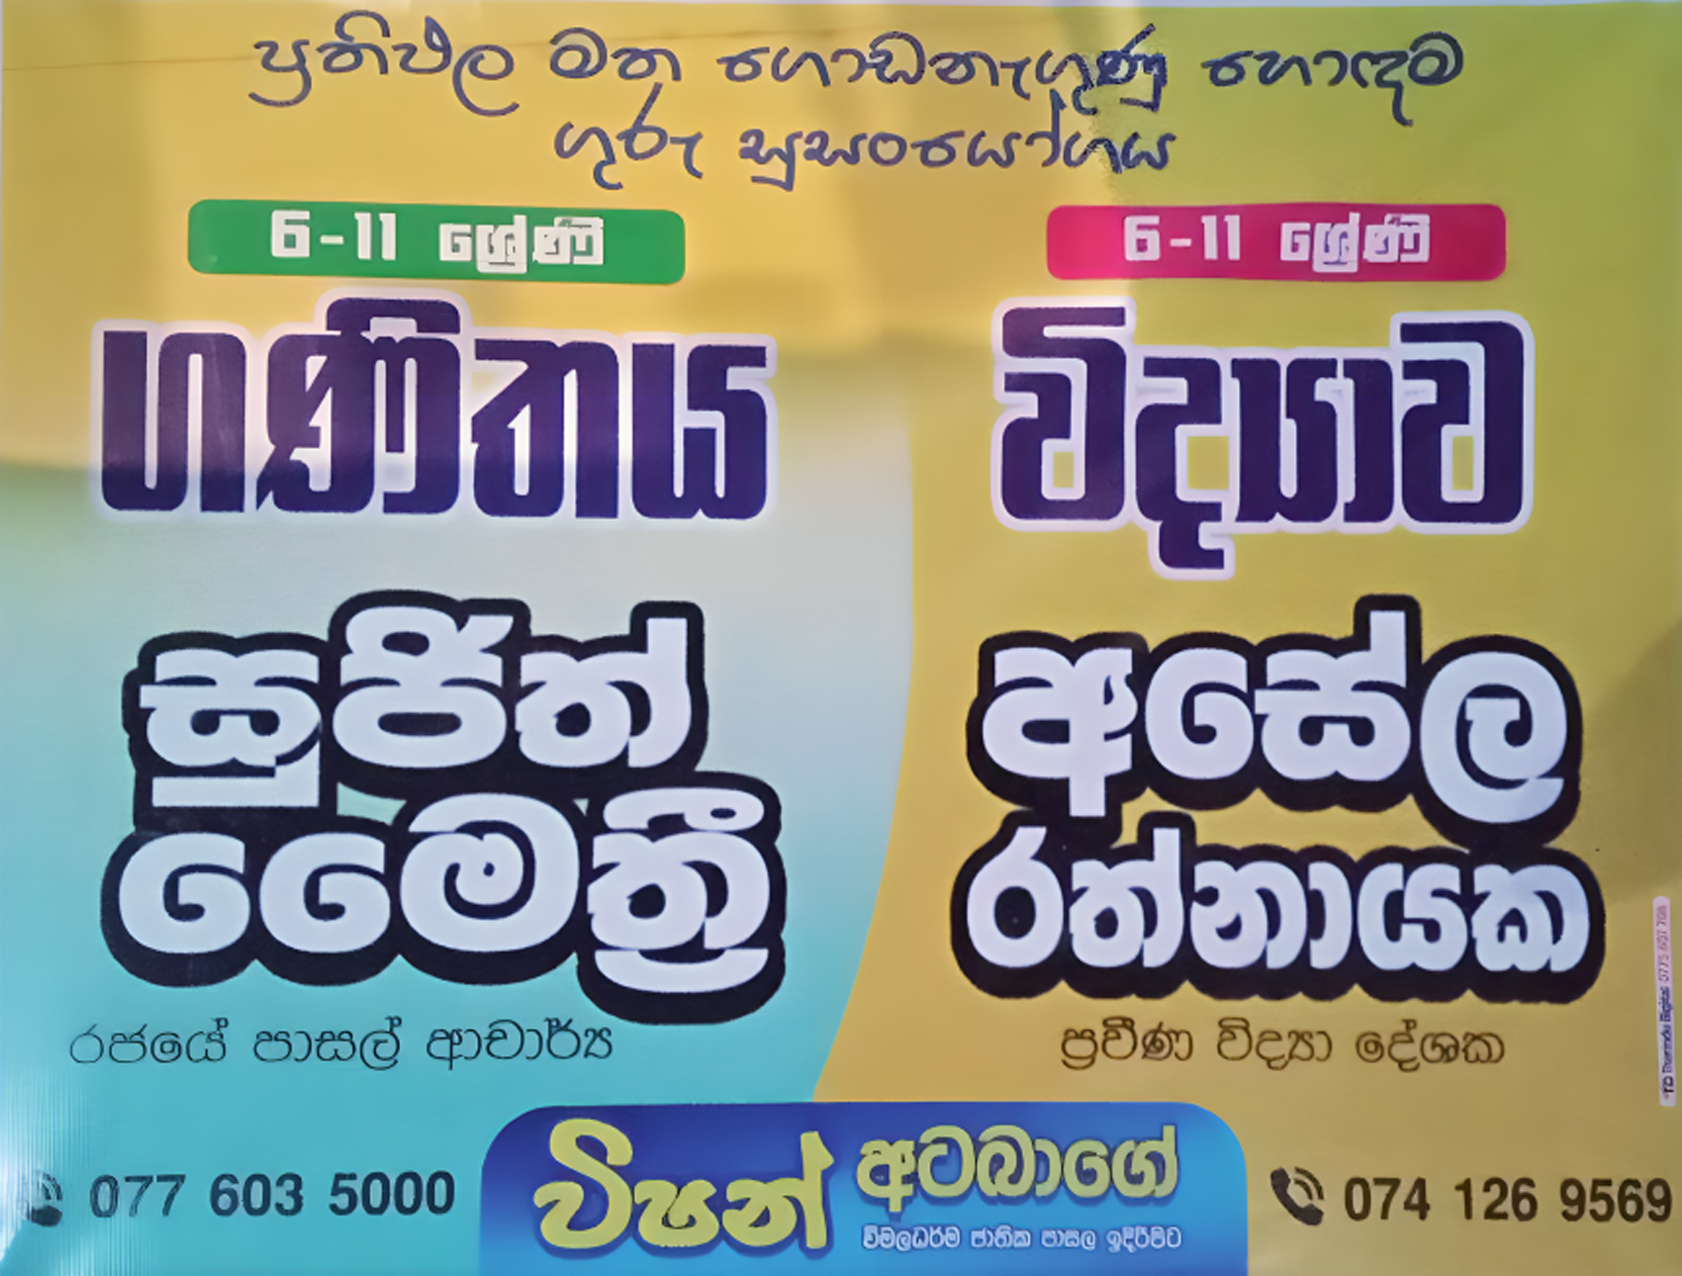 ප්‍රතිඵල මත ගොඩනැගුණු හොඳම
ගුරු සුසංයෝගය
6-11 ශ්‍රේණි
ගණිතය
සුජිත්
මෛත්‍රී
රජයේ පාසල් ආචාර්ය
077 603 5000
6-11 ශ්‍රේණි
විද්‍යාව
අසේල
රත්නායක
ප්‍රවීණ විද්‍යා දේශක
074 126 9569
විෂන් අටබාගේ
විමලධර්ම ජාතික පාසල ඉදිරිපිට